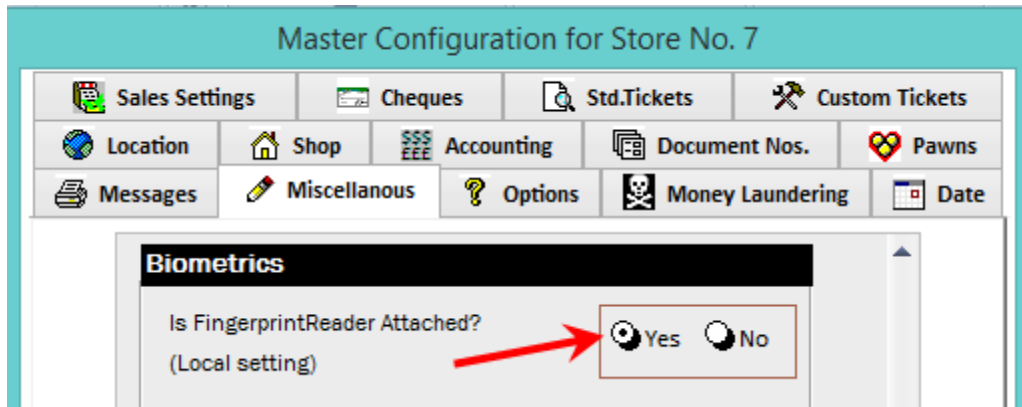 Master Configuration for Store No. 7
Sales Settings Cheques Std.Tickets Custom Tickets
Location Shop $$$ £££ Accounting Document Nos. Pawns
Messages Miscellanous ? Options Money Laundering Date
Biometrics
Is FingerprintReader Attached?
Yes No
(Local setting)